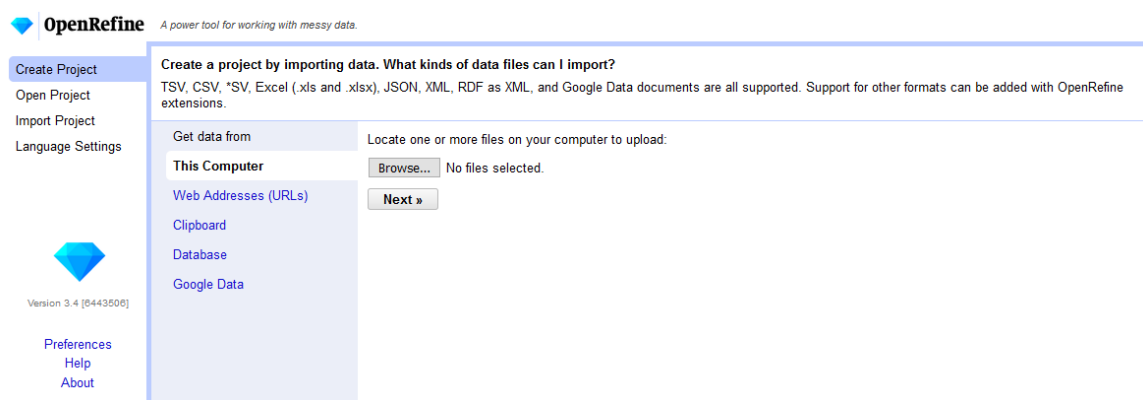 OpenRefine A power tool for working with messy data.
Create Project
Open Project
Import Project
Language Settings
Create a project by importing data. What kinds of data files can I import?
TSV, CSV, *SV, Excel (.xls and .xlsx), JSON, XML, RDF as XML, and Google Data documents are all supported. Support for other formats can be added with OpenRefine
extensions.
Get data from
This Computer
Web Addresses (URLs)
Clipboard
Database
Google Data
Locate one or more files on your computer to upload:
Browse... No files selected.
Next »
Version 3.4 [6443506]
Preferences
Help
About